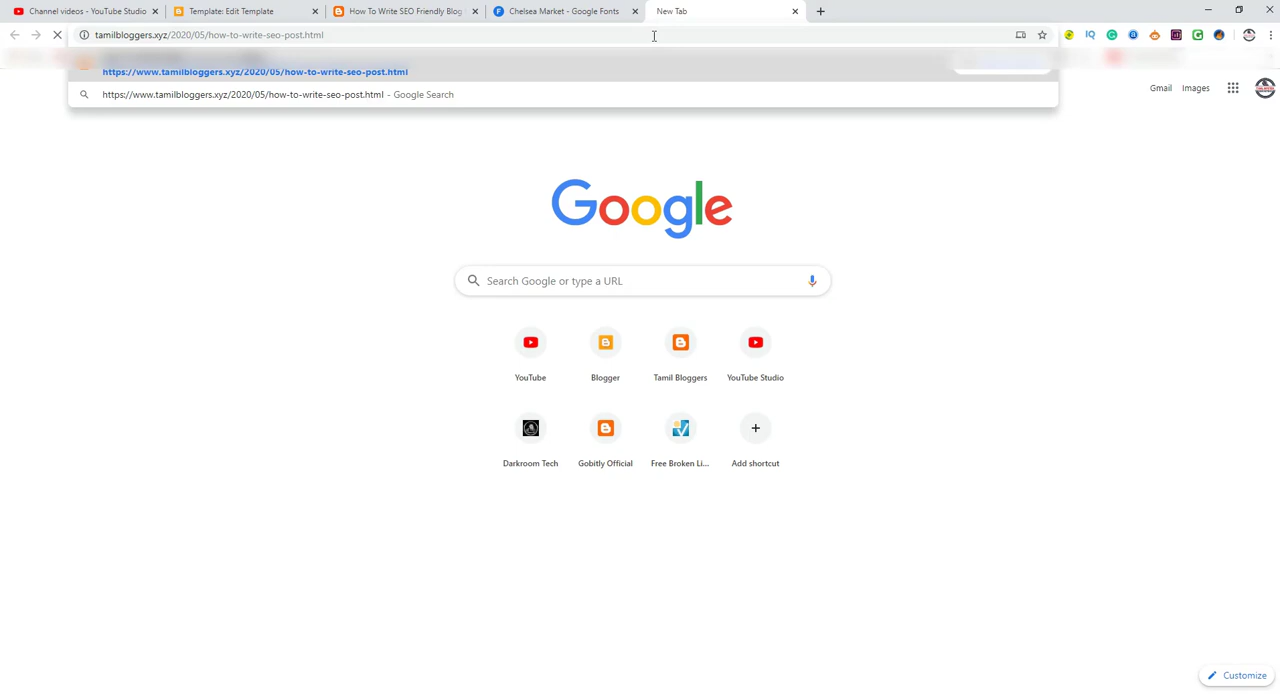 Channel videos - YouTube Studio
Template: Edit Template
How To Write SEO Friendly Blog
Chelsea Market - Google Fonts
New Tab
tamilbloggers.xyz/2020/05/how-to-write-seo-post.html
https://www.tamilbloggers.xyz/2020/05/how-to-write-seo-post.html
https://www.tamilbloggers.xyz/2020/05/how-to-write-seo-post.html - Google Search
Gmail Images
Google
Search Google or type a URL
YouTube Blogger Tamil Bloggers YouTube Studio
Darkroom Tech Gobitly Official Free Broken Li... Add shortcut
Customize